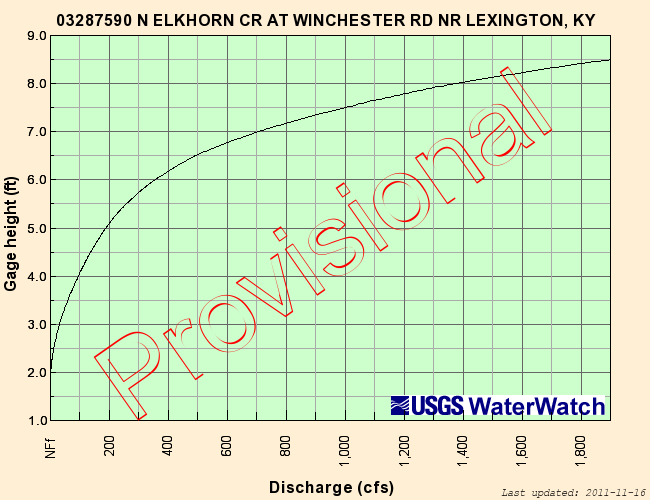 03287590 N ELKHORN CR AT WINCHESTER RD NR LEXINGTON, KY
9.0
8.0
7.0
6.0
5.0
4.0
3.0
2.0
1.0
Gage height (ft)
Provisional
USGS WaterWatch
NFf
200
400
600
800
1,000
1,200
1,400
1,600
1,800
Discharge (cfs)
Last updated: 2011-11-16